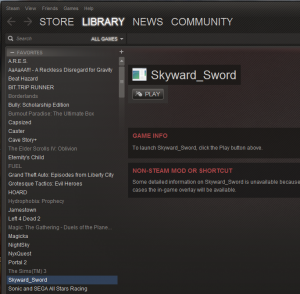 Steam View Friends Games Help
STORE LIBRARY NEWS COMMUNITY
Search ALL GAMES
FAVORITES
A.R.E.S.
AaAaAA!!! - A Reckless Disregard for Gravity
Beat Hazard
BIT.TRIP RUNNER
Borderlands
Bully: Scholarship Edition
Burnout Paradise: The Ultimate Box
Capsized
Caster
Cave Story+
The Elder Scrolls IV: Oblivion
Eternity's Child
FUEL
Grand Theft Auto: Episodes from Liberty City
Grotesque Tactics: Evil Heroes
HOARD
Hydrophobia: Prophecy
Jamestown
Left 4 Dead 2
Magic: The Gathering - Duels of the Plane...
Magicka
NightSky
NyxQuest
Portal 2
The Sims(TM) 3
Skyward_Sword
Sonic and SEGA All Stars Racing
Skyward_Sword
PLAY
GAME INFO
To launch Skyward_Sword, click the Play button above.
NON-STEAM MOD OR SHORTCUT
Some detailed information on Skyward_Sword is unavailable because
cases the in-game overlay will be available.